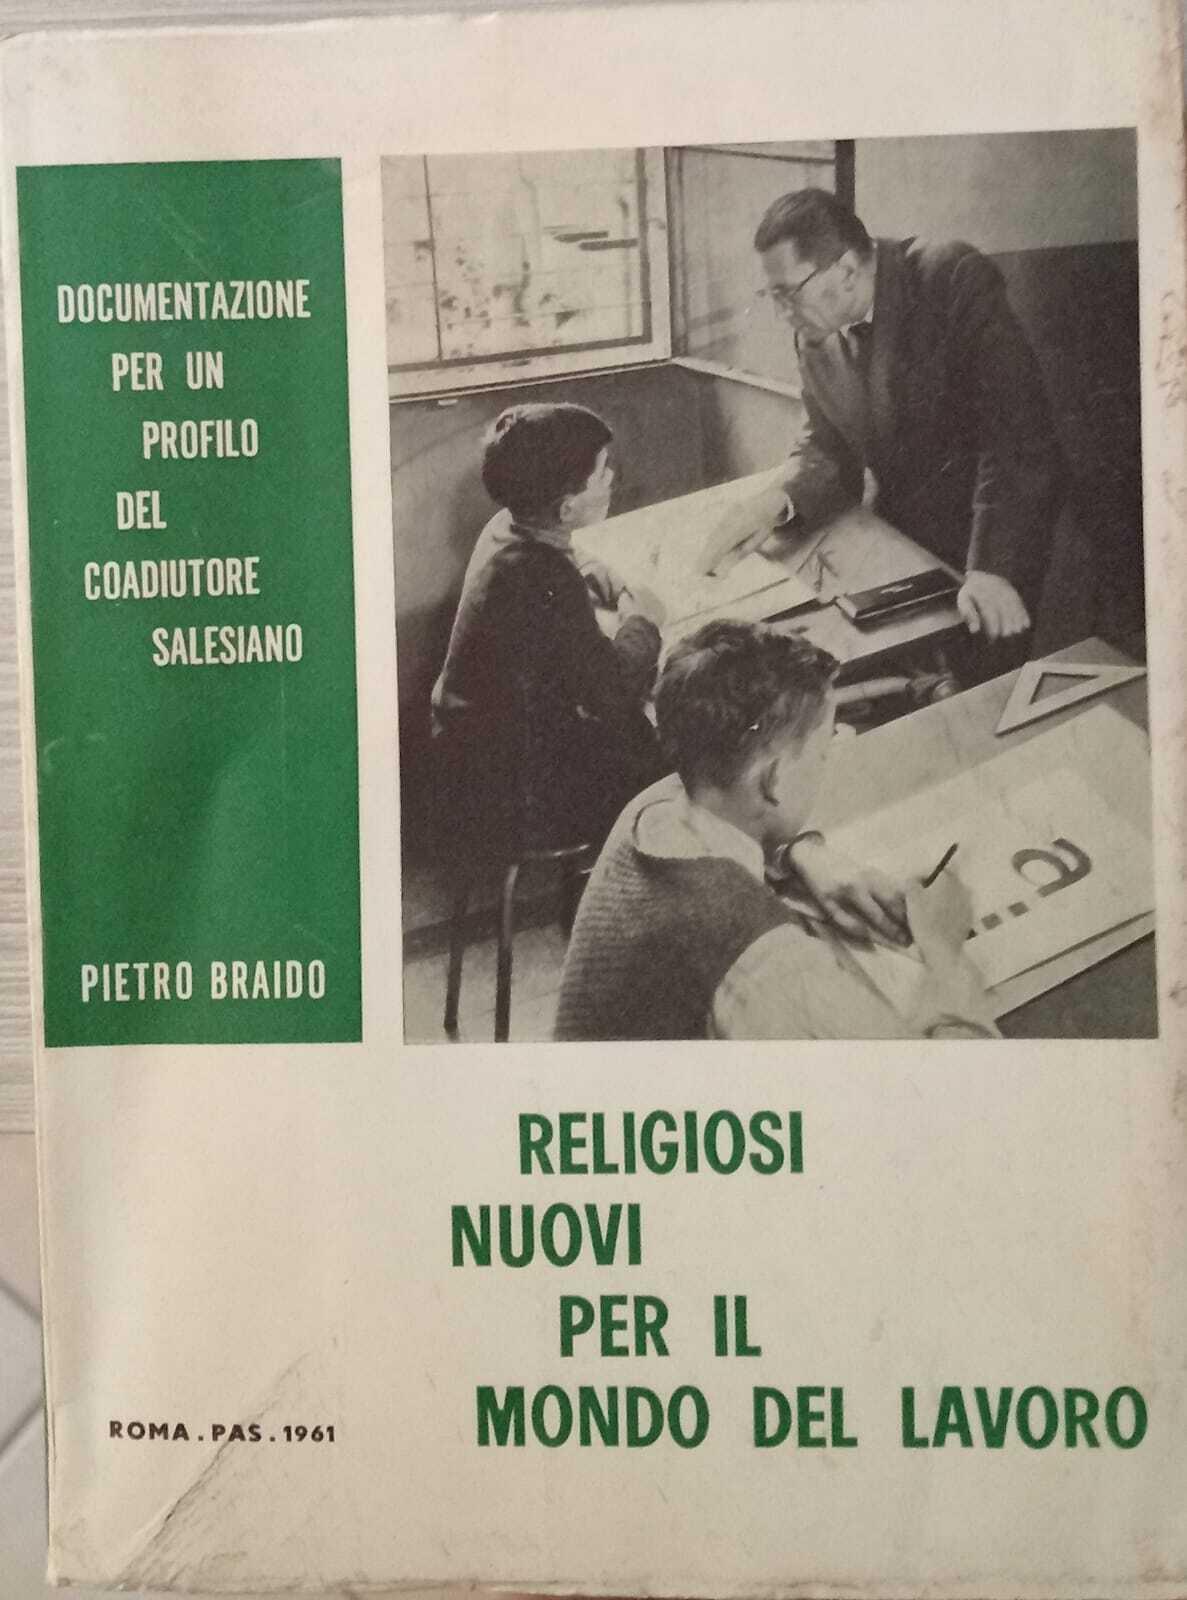 DOCUMENTAZIONE
PER UN
PROFILO
DEL
COADIUTORE
SALESIANO
PIETRO BRAIDO
a
RELIGIOSI
NUOVI
PER IL
MONDO DEL LAVORO
ROMA . PAS . 1961